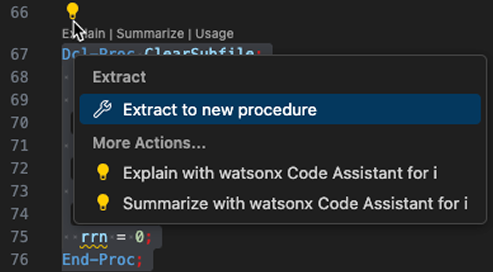 66
Explain | Summarize | Usage
67 Dcl-Proc ClearSubfile;
68 Extract
69
70 Extract to new procedure
71 More Actions...
72 Explain with watsonx Code Assistant for i
73
74 Summarize with watsonx Code Assistant for i
75 rrn = 0;
76 End-Proc;